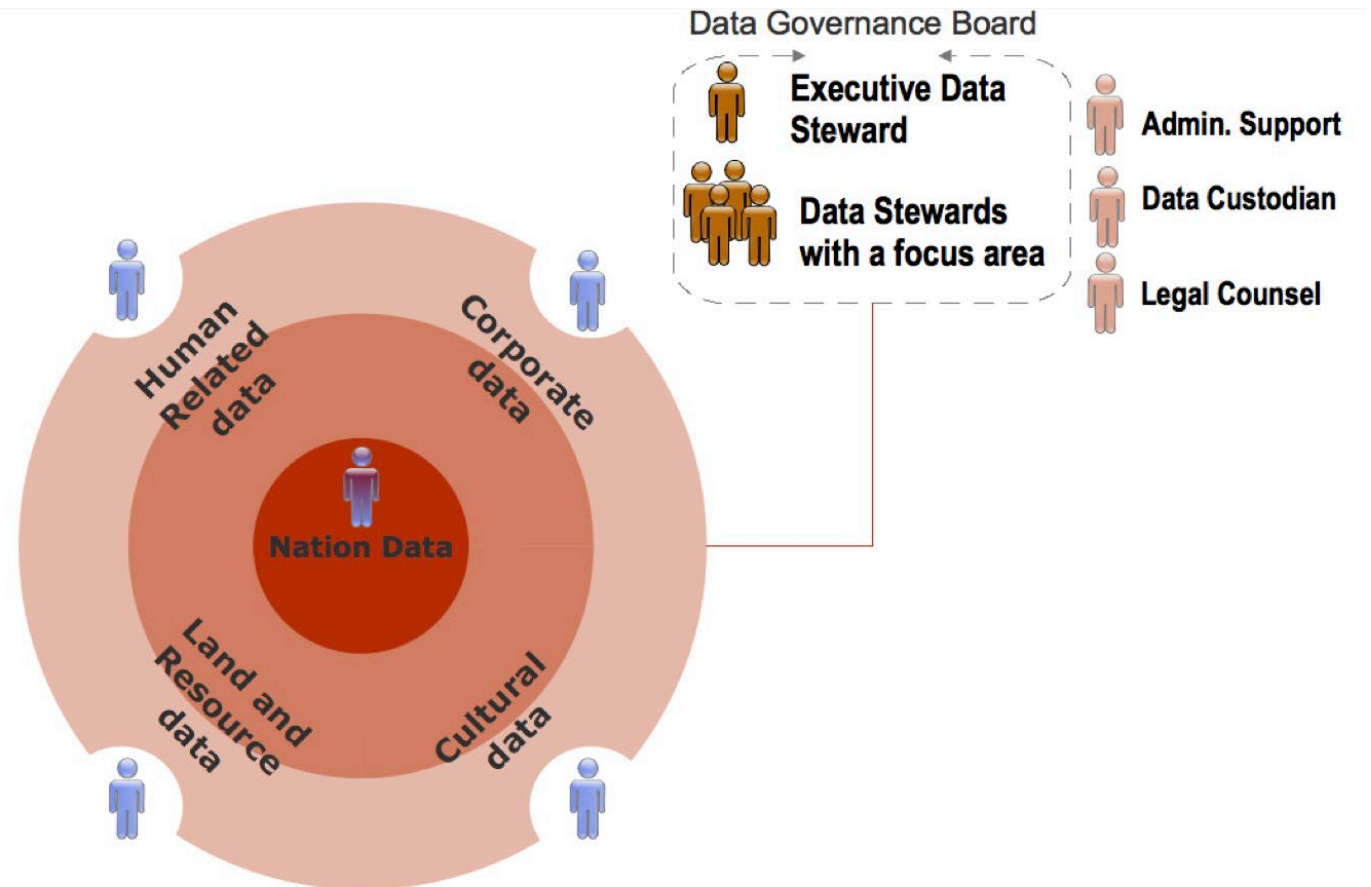 Data Governance Board
Executive Data
Steward
Data Stewards
with a focus area
Admin. Support
Data Custodian
Legal Counsel
Human
Related
data
Corporate
data
Nation Data
Land and
Resource
data
Cultural
data